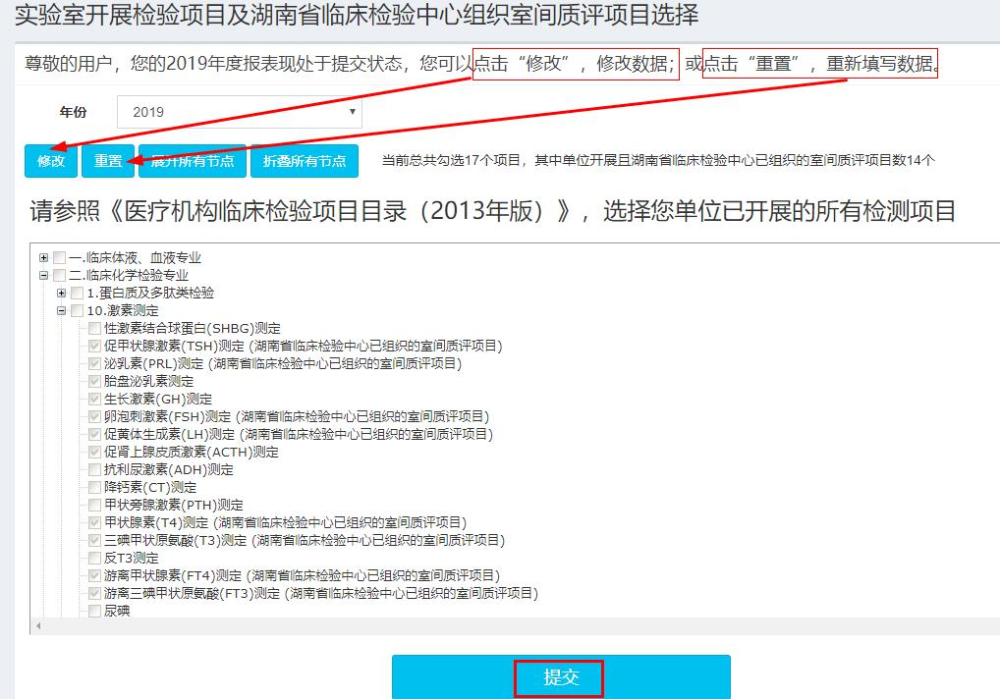 实验室开展检验项目及湖南省临床检验中心组织室间质评项目选择
尊敬的用户，您的2019年度报表现处于提交状态，您可以点击“修改”，修改数据；或点击“重置”，重新填写数据。
年份 2019
修改 重置 展开所有节点 折叠所有节点 当前总共勾选17个项目，其中单位开展且湖南省临床检验中心已组织的室间质评项目数14个
请参照《医疗机构临床检验项目目录（2013年版）》，选择您单位已开展的所有检测项目
一.临床体液、血液专业
二.临床化学检验专业
1.蛋白质及多肽类检验
10.激素测定
性激素结合球蛋白(SHBG)测定
促甲状腺激素(TSH)测定 (湖南省临床检验中心已组织的室间质评项目)
泌乳素(PRL)测定 (湖南省临床检验中心已组织的室间质评项目)
胎盘泌乳素测定
生长激素(GH)测定
卵泡刺激素(FSH)测定 (湖南省临床检验中心已组织的室间质评项目)
促黄体生成素(LH)测定 (湖南省临床检验中心已组织的室间质评项目)
促肾上腺皮质激素(ACTH)测定
抗利尿激素(ADH)测定
降钙素(CT)测定
甲状旁腺激素(PTH)测定
甲状腺素(T4)测定 (湖南省临床检验中心已组织的室间质评项目)
三碘甲状原氨酸(T3)测定 (湖南省临床检验中心已组织的室间质评项目)
反T3测定
游离甲状腺素(FT4)测定 (湖南省临床检验中心已组织的室间质评项目)
游离三碘甲状原氨酸(FT3)测定 (湖南省临床检验中心已组织的室间质评项目)
尿碘
提交